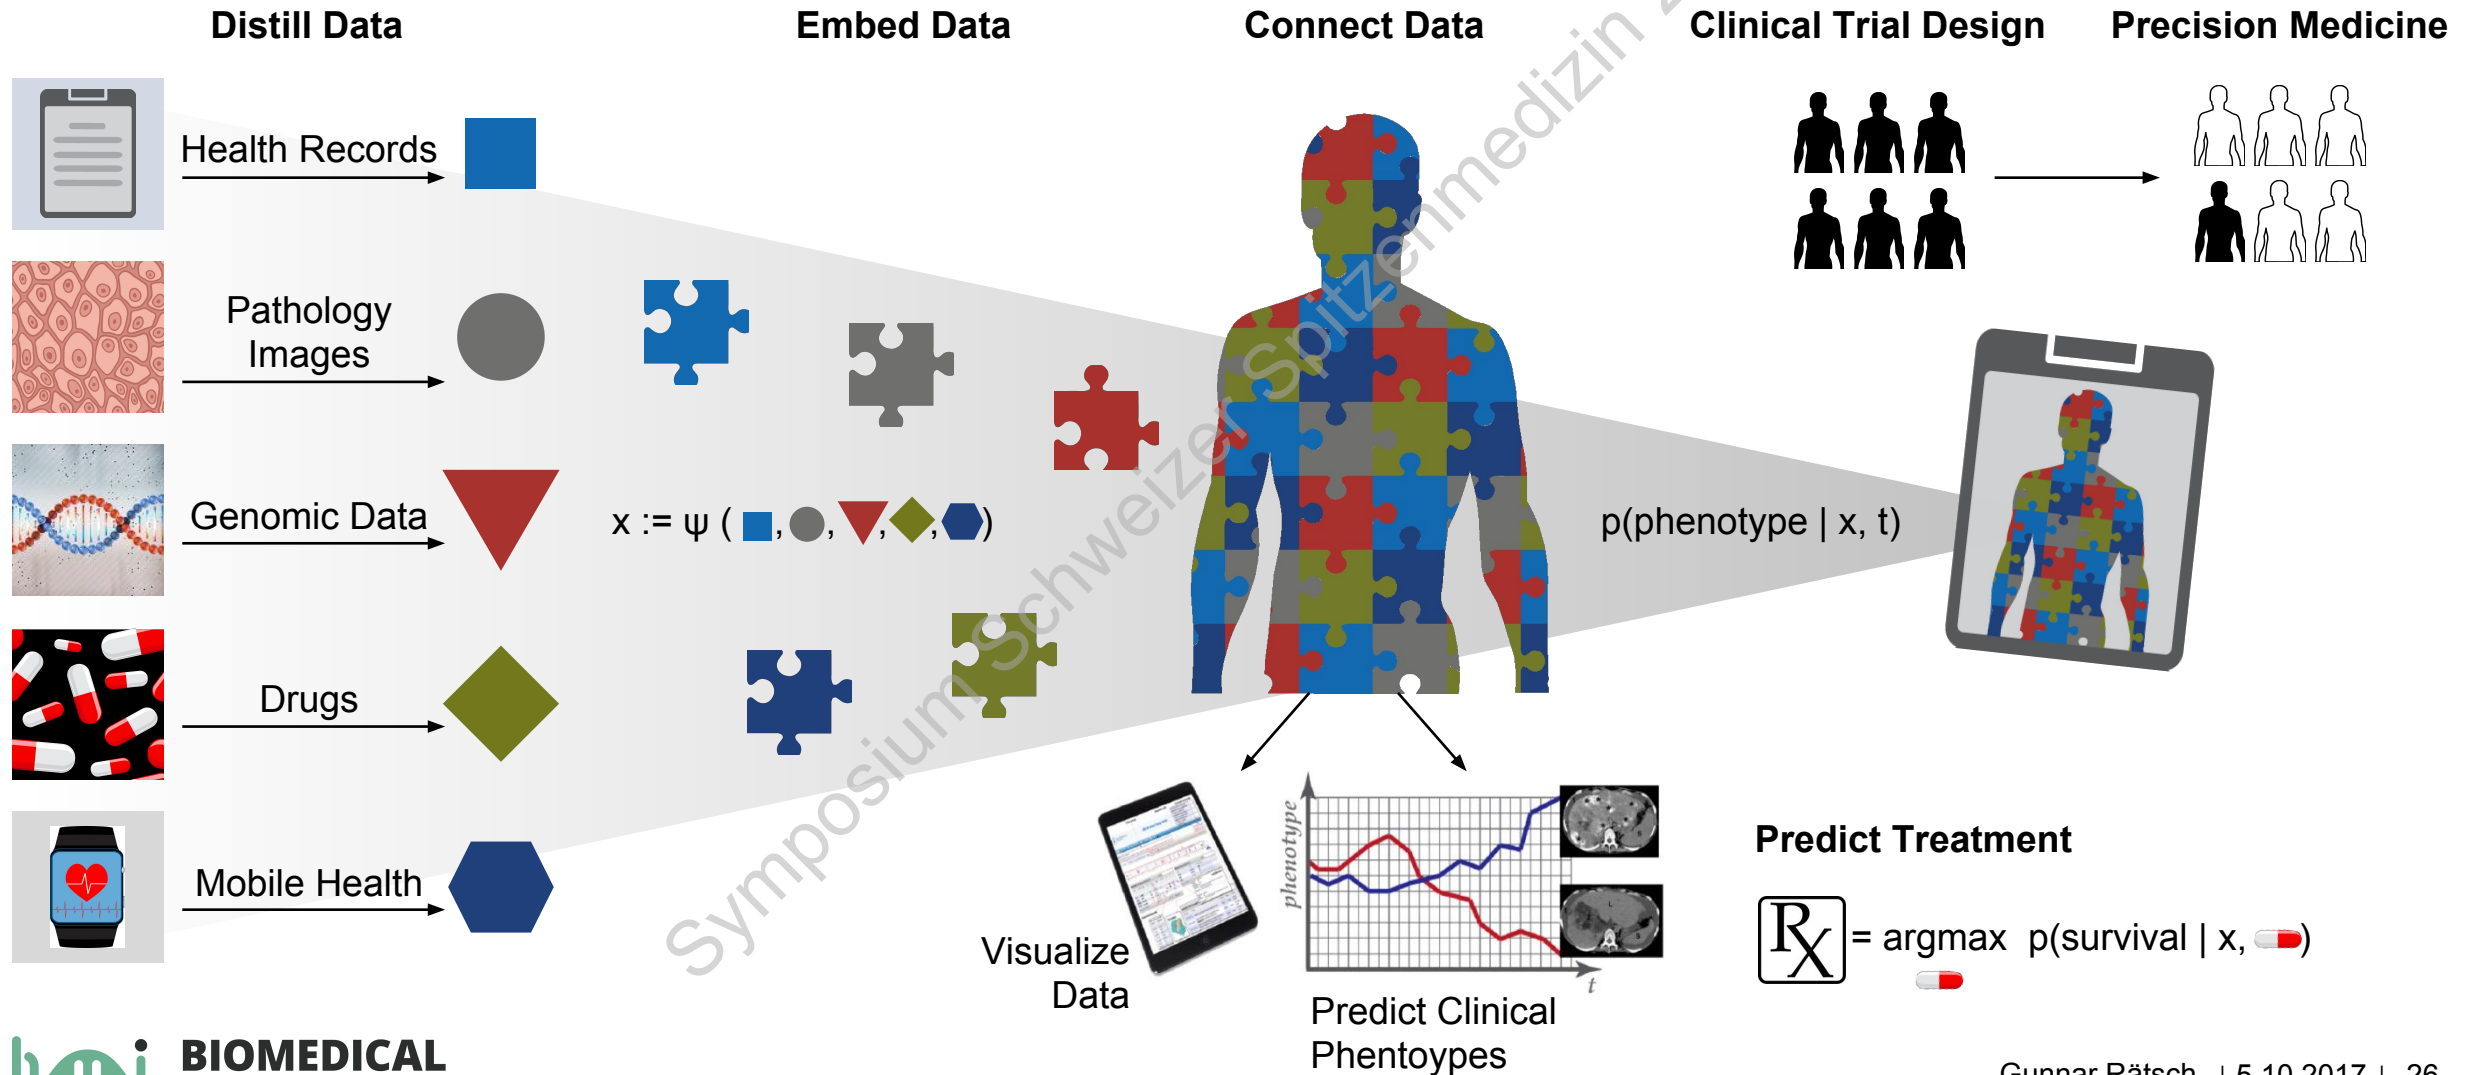 Distill Data
Embed Data
Connect Data
Clinical Trial Design
Precision Medicine
Health Records
Pathology
Images
Genomic Data
x := ψ ( , , , , )
p(phenotype | x, t)
Drugs
Mobile Health
Visualize
Data
phenotype
t
Predict Clinical
Phentoypes
Predict Treatment
Rx = argmax p(survival | x, )
Symposium Schweizer Spitzenmedizin
BIOMEDICAL
Gunnar Rätsch | 5.10.2017 | 26